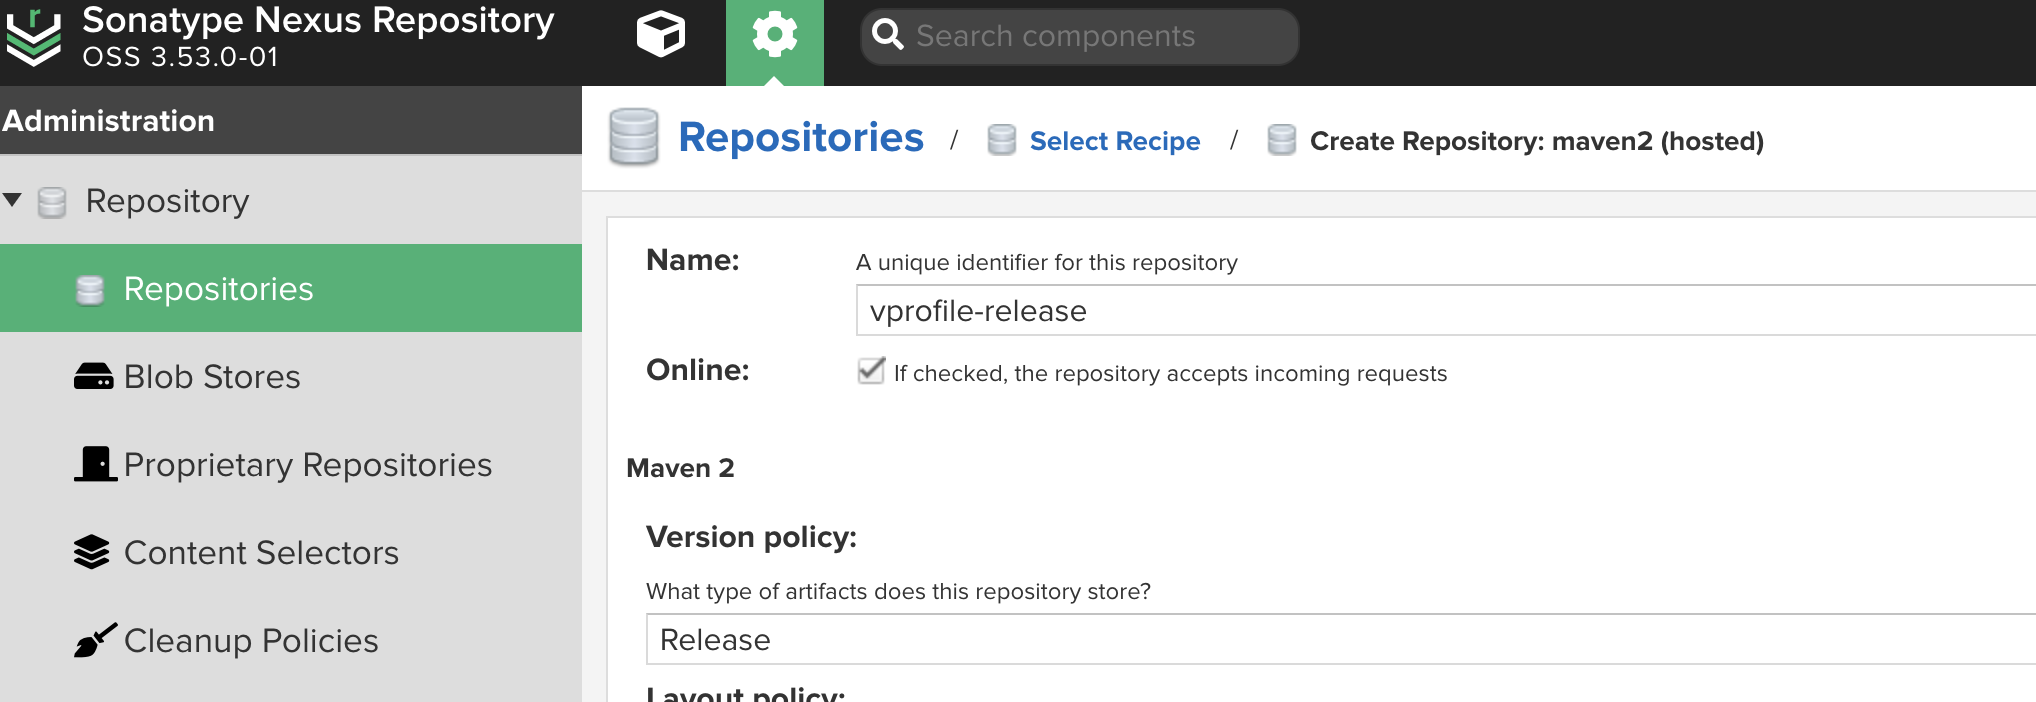 Sonatype Nexus Repository
OSS 3.53.0-01
Search components
Administration
Repositories / Select Recipe / Create Repository: maven2 (hosted)
Repository
Repositories
Blob Stores
Proprietary Repositories
Content Selectors
Cleanup Policies
Name:
A unique identifier for this repository
vprofile-release
Online:
If checked, the repository accepts incoming requests
Maven 2
Version policy:
What type of artifacts does this repository store?
Release
Layout policy: